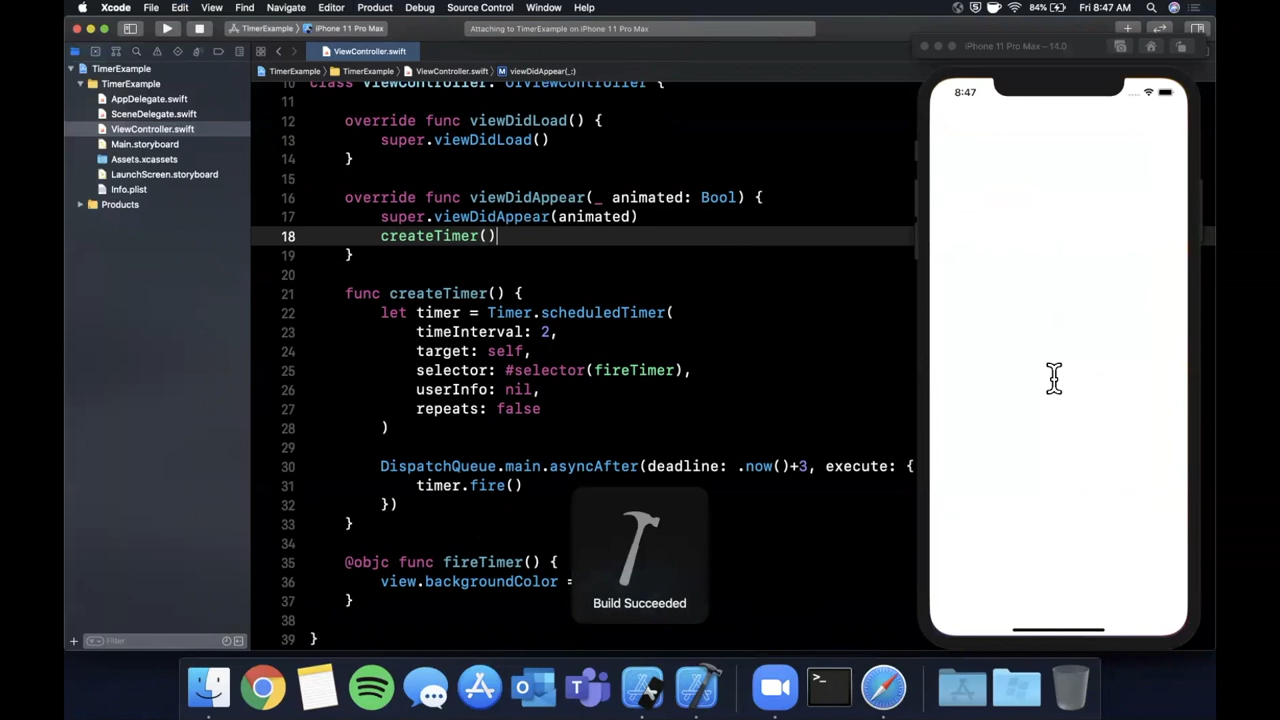 Xcode File Edit View Find Navigate Editor Product Debug Source Control Window Help 84% Fri 8:47 AM
TimerExample iPhone 11 Pro Max Attaching to TimerExample on iPhone 11 Pro Max
ViewController.swift
iPhone 11 Pro Max – 14.0
TimerExample TimerExample ViewController.swift viewDidAppear(_:)
TimerExample
TimerExample
AppDelegate.swift
SceneDelegate.swift
ViewController.swift
Main.storyboard
Assets.xcassets
LaunchScreen.storyboard
Info.plist
Products
Filter
10 class ViewController: UIViewController {
11
12 override func viewDidLoad() {
13 super.viewDidLoad()
14 }
15
16 override func viewDidAppear(_ animated: Bool) {
17 super.viewDidAppear(animated)
18 createTimer()
19 }
20
21 func createTimer() {
22 let timer = Timer.scheduledTimer(
23 timeInterval: 2,
24 target: self,
25 selector: #selector(fireTimer),
26 userInfo: nil,
27 repeats: false
28 )
29
30 DispatchQueue.main.asyncAfter(deadline: .now()+3, execute: {
31 timer.fire()
32 })
33 }
34
35 @objc func fireTimer() {
36 view.backgroundColor =
37 }
38
39 }
Build Succeeded
8:47